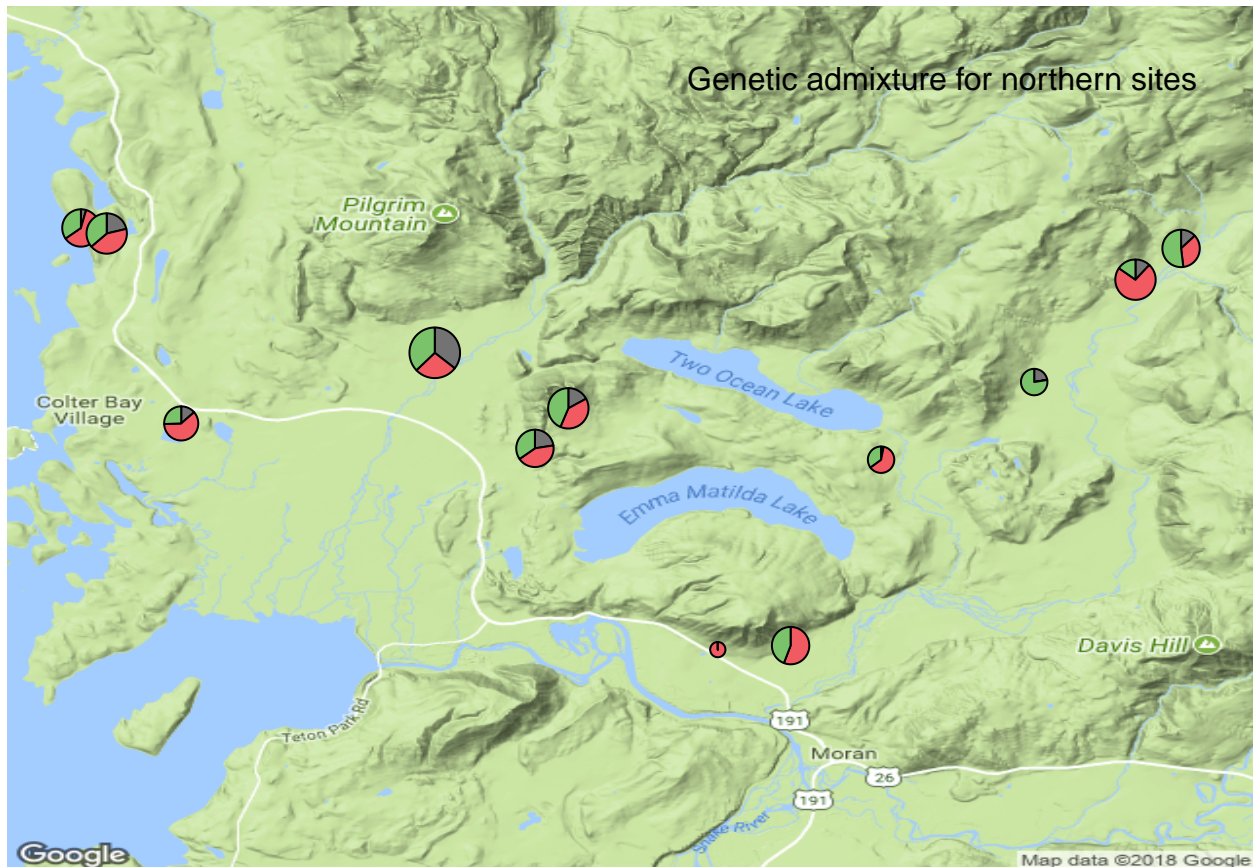 Genetic admixture for northern sites
Pilgrim
Mountain
Two Ocean Lake
Colter Bay
Village
Emma Matilda Lake
Davis Hill
Teton Park Rd
191
Moran
26
191
Snake River
Google
Map data ©2018 Google